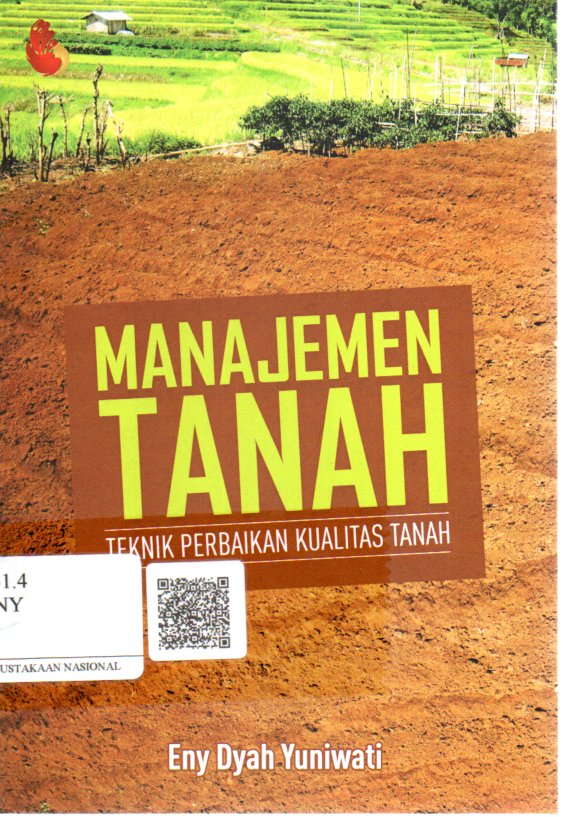 MANAJEMEN
TANAH
TEKNIK PERBAIKAN KUALITAS TANAH
1.4
NY
USTAKAAN NASIONAL
Eny Dyah Yuniwati